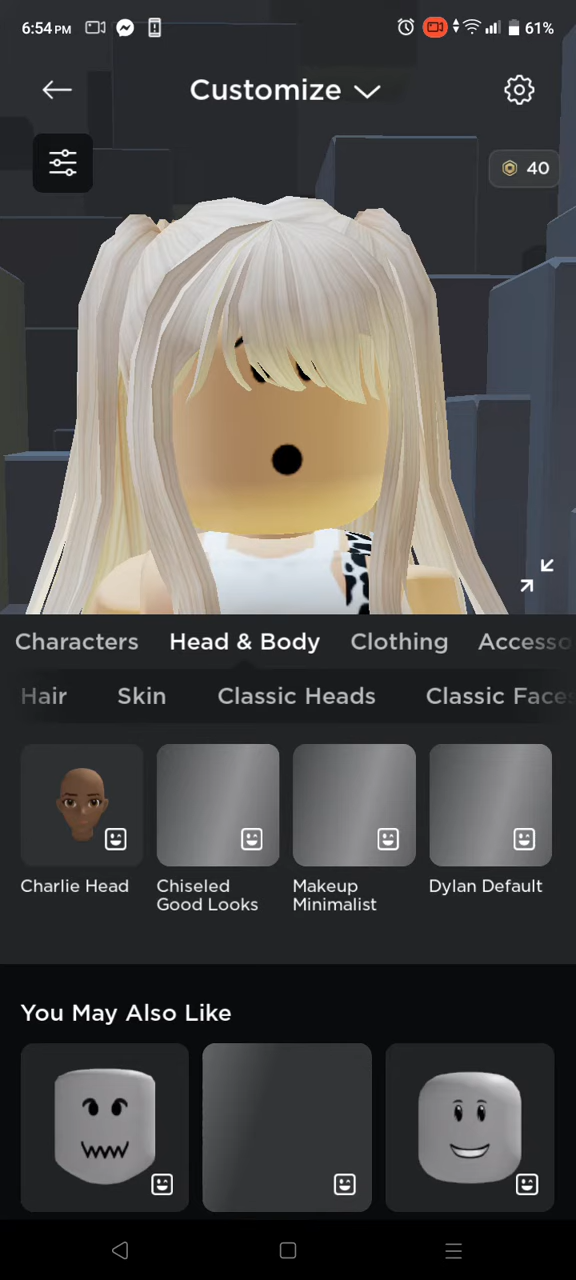 6:54 PM 61%
Customize
40
Characters Head & Body Clothing Accesso
Hair Skin Classic Heads Classic Faces
Charlie Head Chiseled Good Looks Makeup Minimalist Dylan Default
You May Also Like